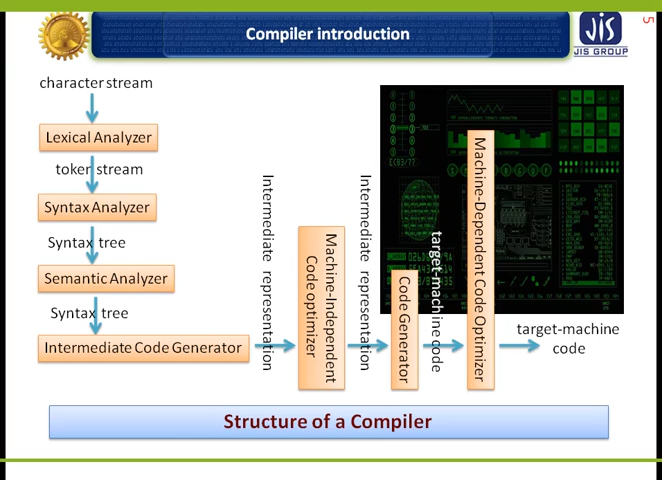 Compiler introduction
JIS
JIS GROUP
5
character stream
Lexical Analyzer
token stream
Syntax Analyzer
Syntax tree
Semantic Analyzer
Syntax tree
Intermediate Code Generator
Intermediate representation
Machine-Independent
Code optimizer
Intermediate representation
Code Generator
target-machine code
Machine-Dependent Code Optimizer
target-machine
code
Structure of a Compiler